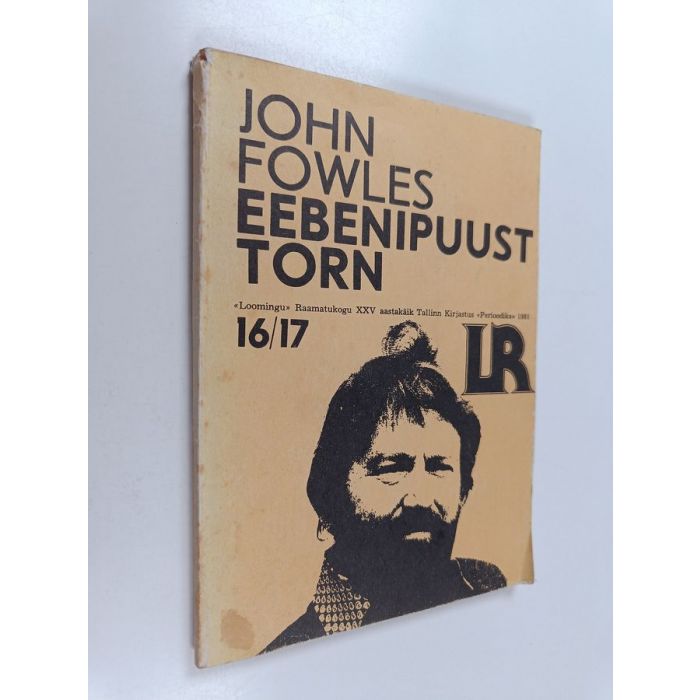 JOHN
FOWLES
EEBENIPUUST
TORN
«Loomingu» Raamatukogu XXV aastakäik Tallinn Kirjastus «Perioodika» 1981
16/17
LR